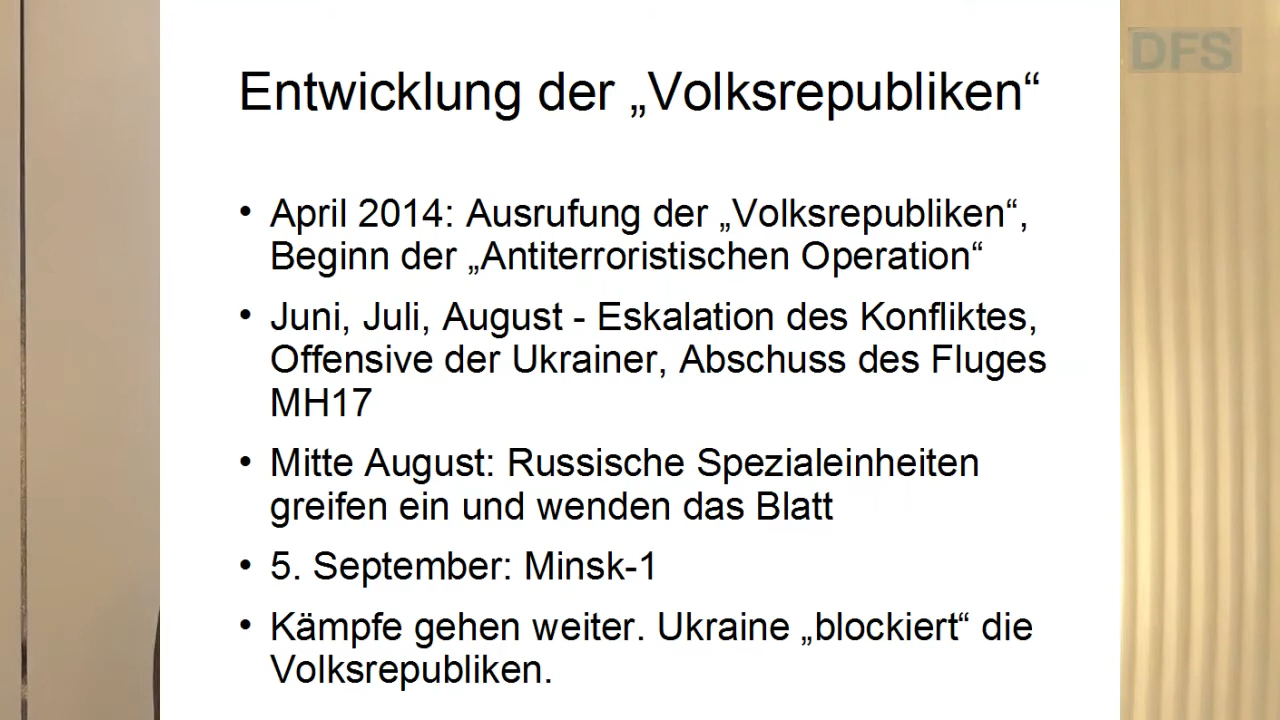 DFS
Entwicklung der „Volksrepubliken“
• April 2014: Ausrufung der „Volksrepubliken“,
Beginn der „Antiterroristischen Operation“
• Juni, Juli, August - Eskalation des Konfliktes,
Offensive der Ukrainer, Abschuss des Fluges
MH17
• Mitte August: Russische Spezialeinheiten
greifen ein und wenden das Blatt
• 5. September: Minsk-1
• Kämpfe gehen weiter. Ukraine „blockiert“ die
Volksrepubliken.